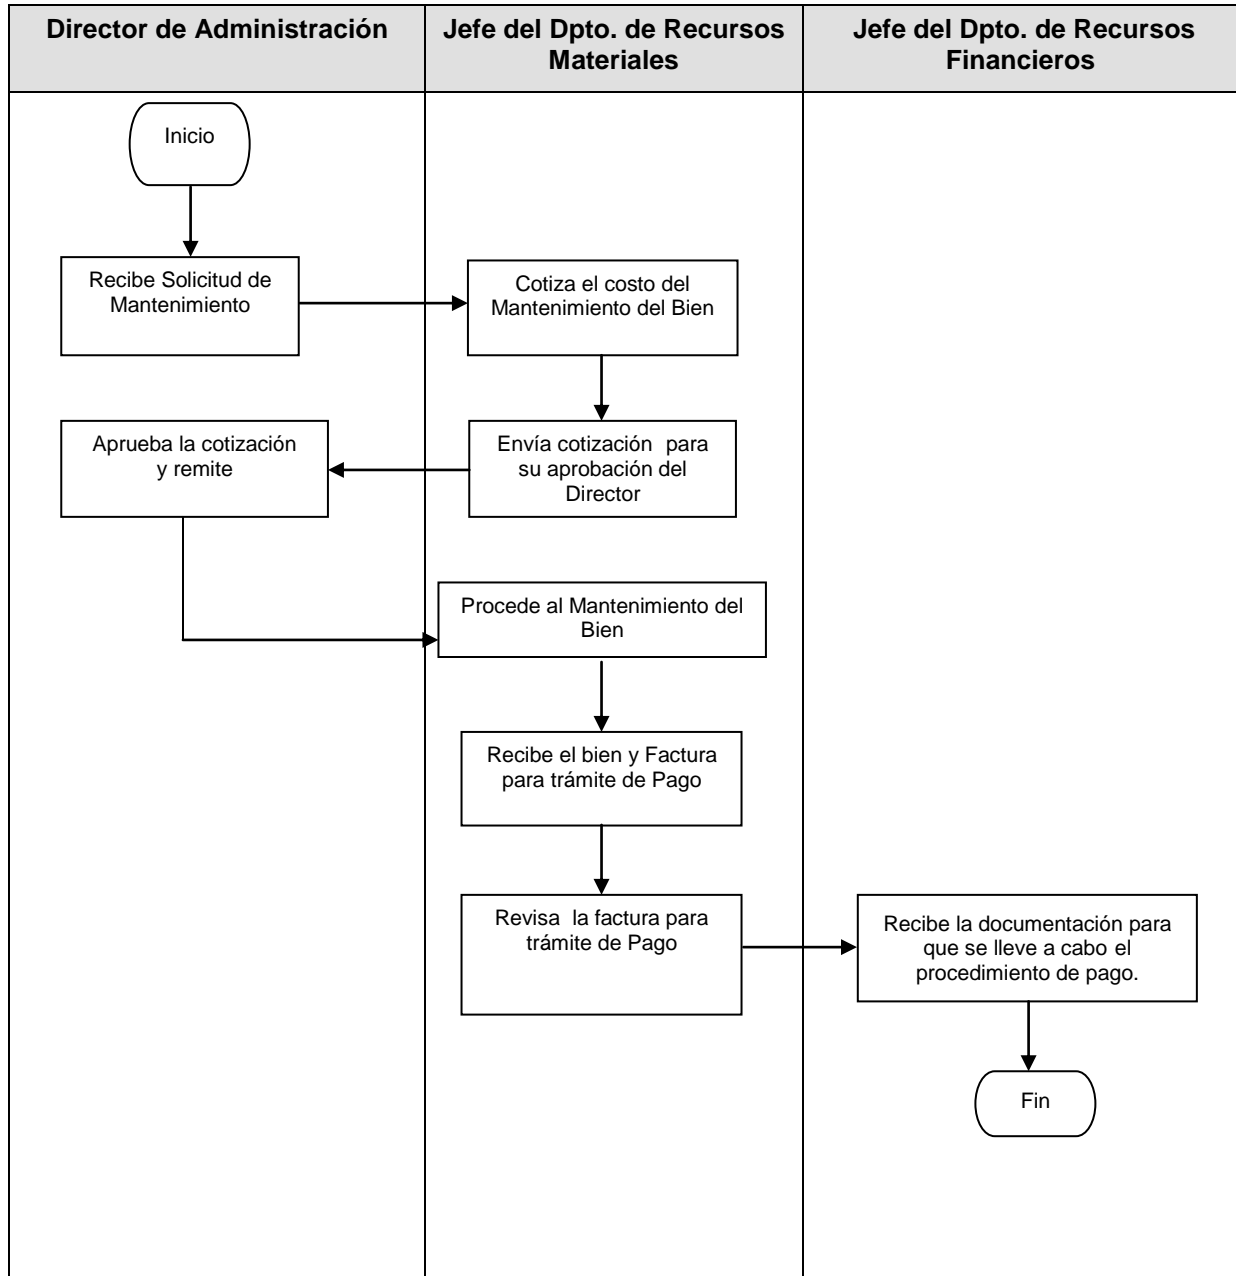 Director de Administración
Jefe del Dpto. de Recursos
Materiales
Jefe del Dpto. de Recursos
Financieros
Inicio
Recibe Solicitud de
Mantenimiento
Cotiza el costo del
Mantenimiento del Bien
Envía cotización para
su aprobación del
Director
Aprueba la cotización
y remite
Procede al Mantenimiento del
Bien
Recibe el bien y Factura
para trámite de Pago
Revisa la factura para
trámite de Pago
Recibe la documentación para
que se lleve a cabo el
procedimiento de pago.
Fin